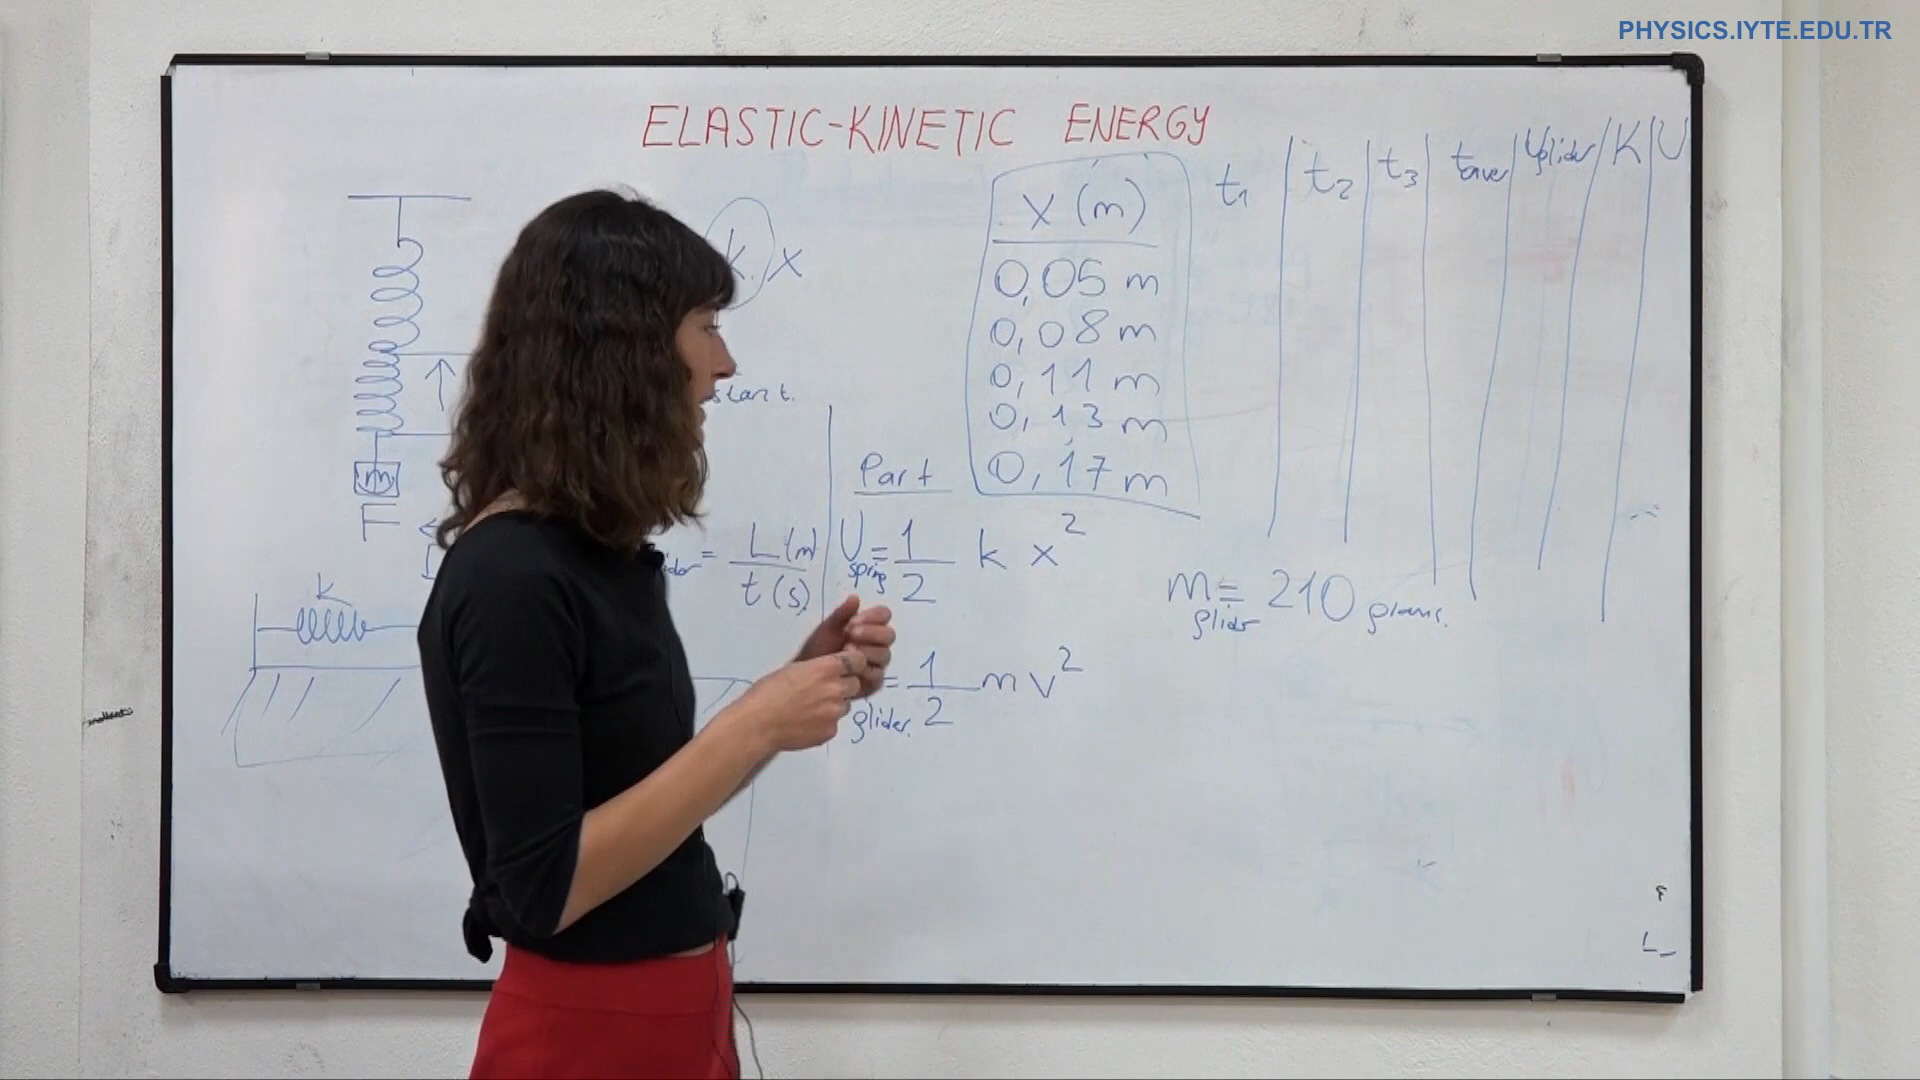 PHYSICS.IYTE.EDU.TR
ELASTIC-KINETIC ENERGY
x (m) t₁ t₂ t₃ taver Vglider K U
0,05 m
0,08 m
0,11 m
0,13 m
0,17 m
k. x
m
k
L (m)
t (s)
Part
U spring = 1/2 k x²
= 1/2 m v²
glider
m glider = 210 grams.